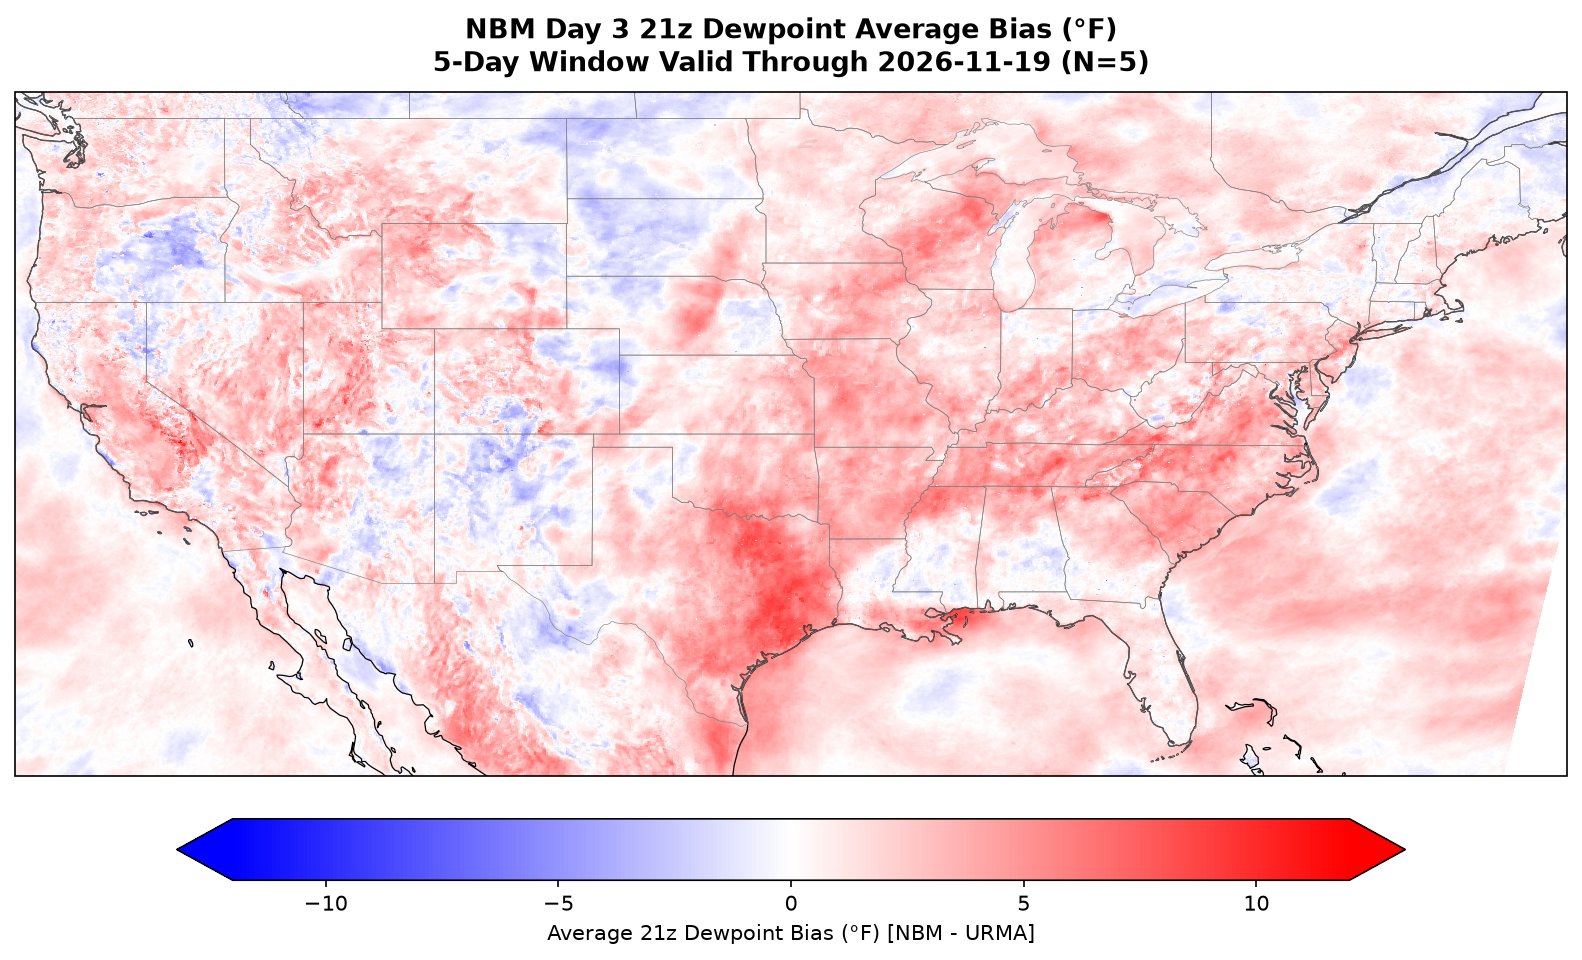 NBM Day 3 21z Dewpoint Average Bias (°F)
5-Day Window Valid Through 2026-11-19 (N=5)
−10 −5 0 5 10
Average 21z Dewpoint Bias (°F) [NBM - URMA]